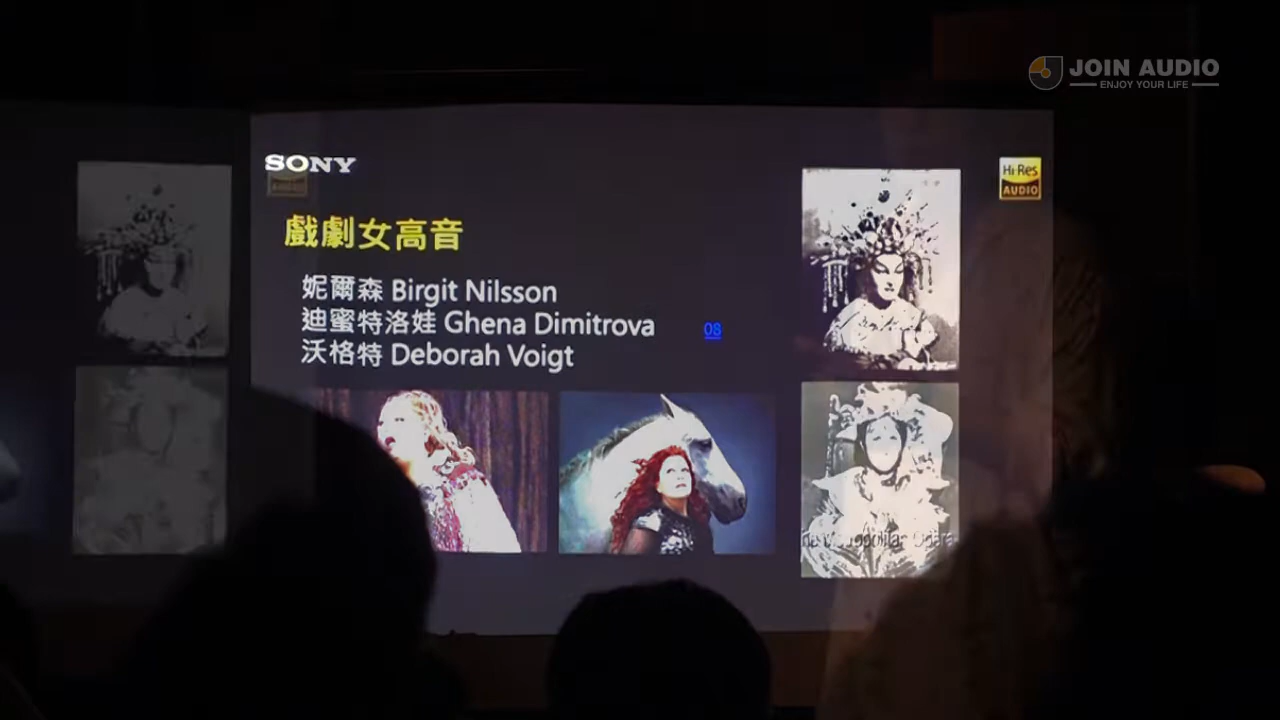 JOIN AUDIO
ENJOY YOUR LIFE
SONY
Hi-Res
AUDIO
戲劇女高音
妮爾森 Birgit Nilsson
迪蜜特洛娃 Ghena Dimitrova
08
沃格特 Deborah Voigt